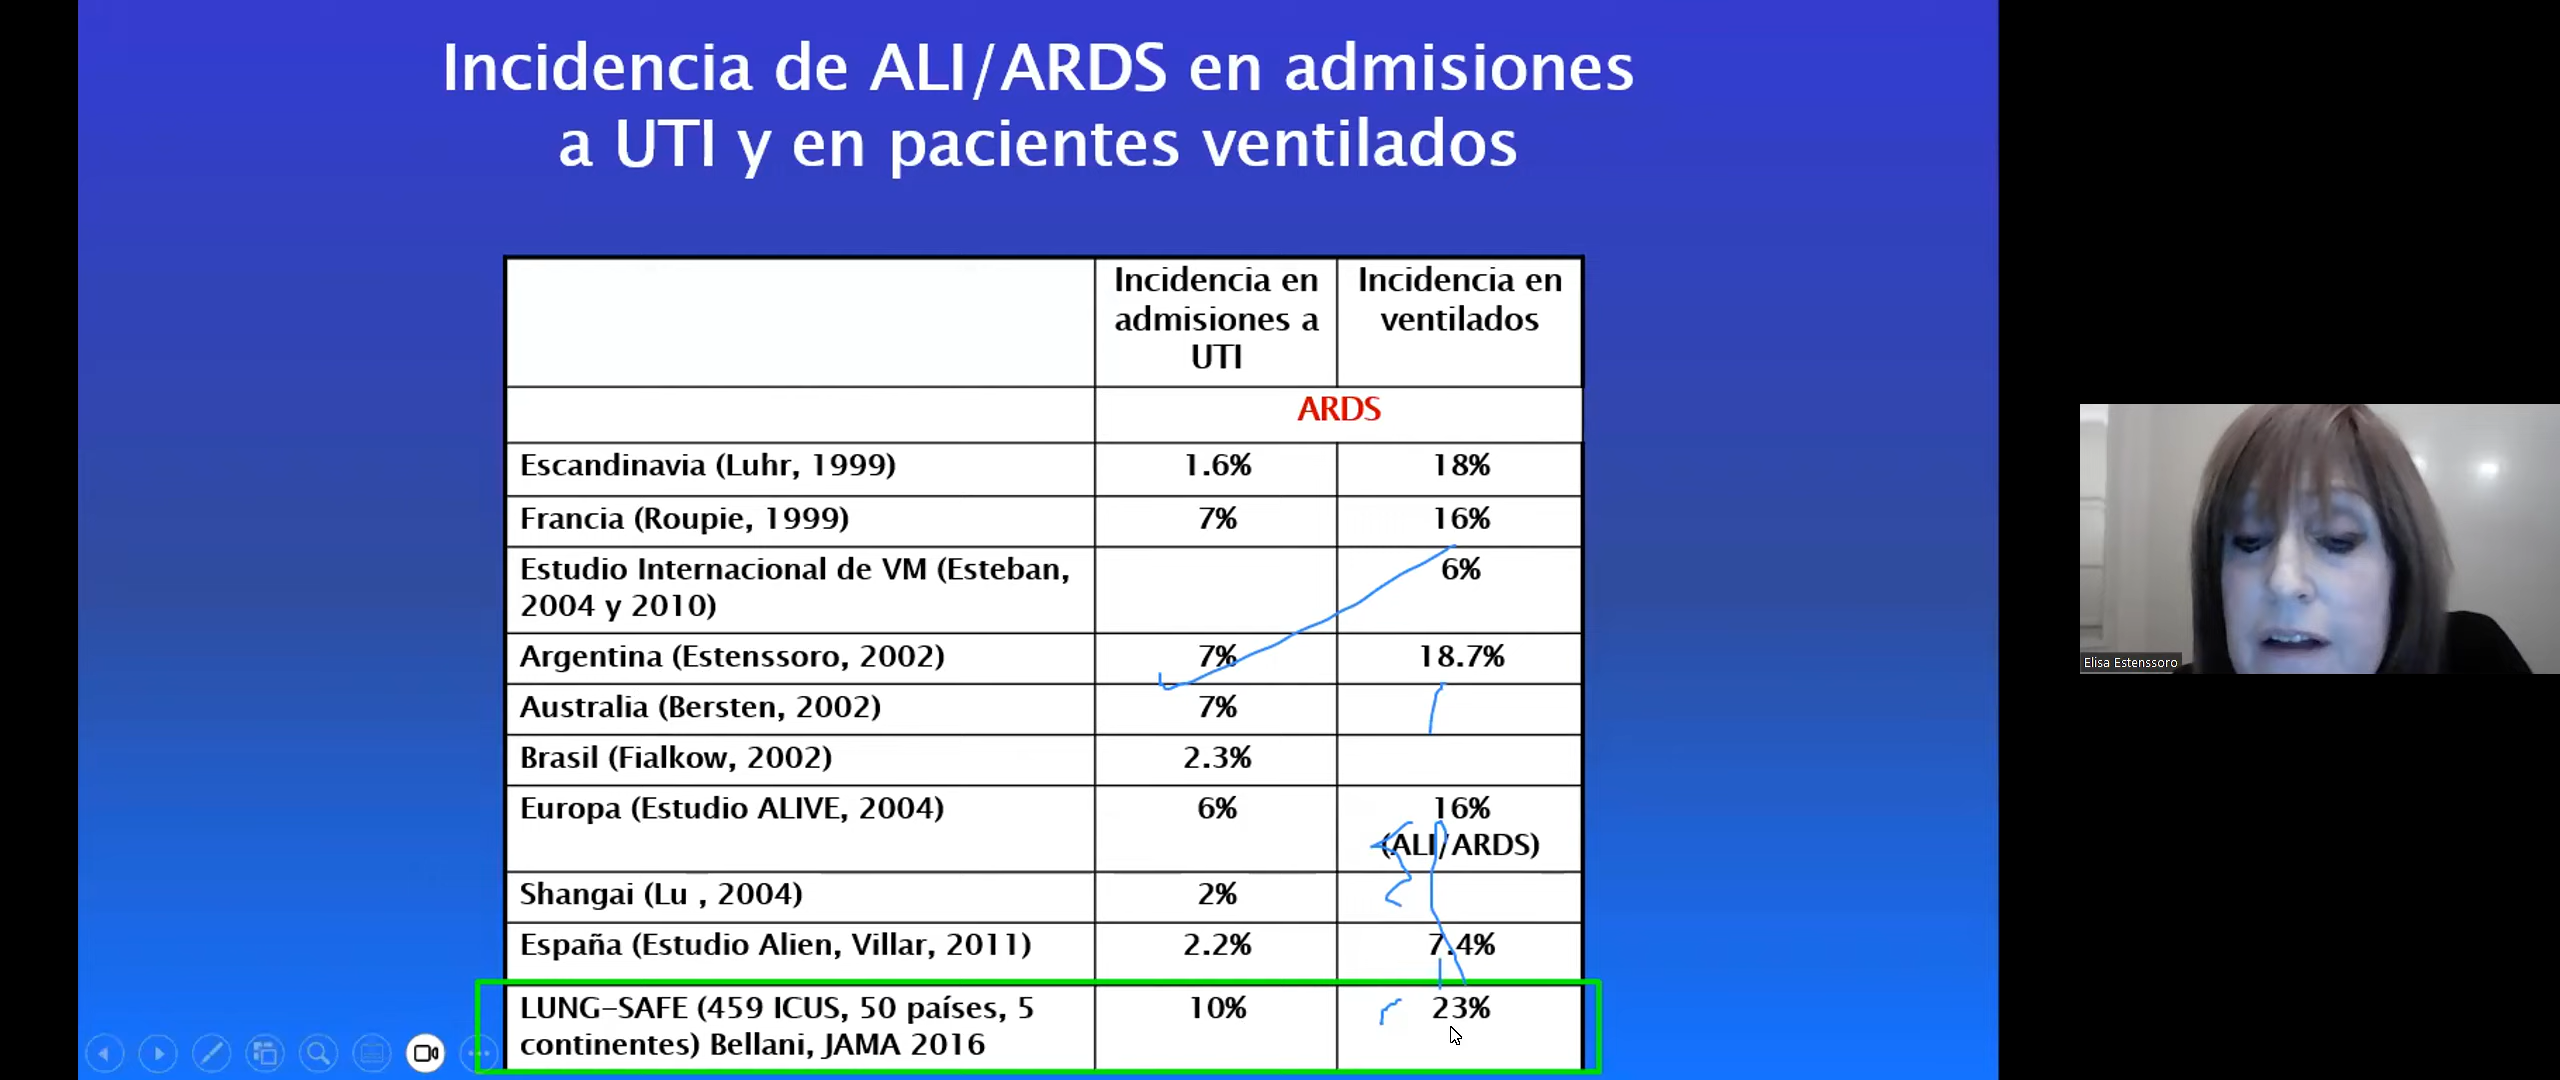 Incidencia de ALI/ARDS en admisiones
a UTI y en pacientes ventilados
Incidencia en admisiones a UTI
Incidencia en ventilados
ARDS
Escandinavia (Luhr, 1999) 1.6% 18%
Francia (Roupie, 1999) 7% 16%
Estudio Internacional de VM (Esteban, 6%
2004 y 2010)
Argentina (Estenssoro, 2002) 7% 18.7%
Australia (Bersten, 2002) 7%
Brasil (Fialkow, 2002) 2.3%
Europa (Estudio ALIVE, 2004) 6% 16%
(ALI/ARDS)
Shangai (Lu , 2004) 2%
España (Estudio Alien, Villar, 2011) 2.2% 7.4%
LUNG-SAFE (459 ICUS, 50 países, 5 10% 23%
continentes) Bellani, JAMA 2016
Elisa Estenssoro